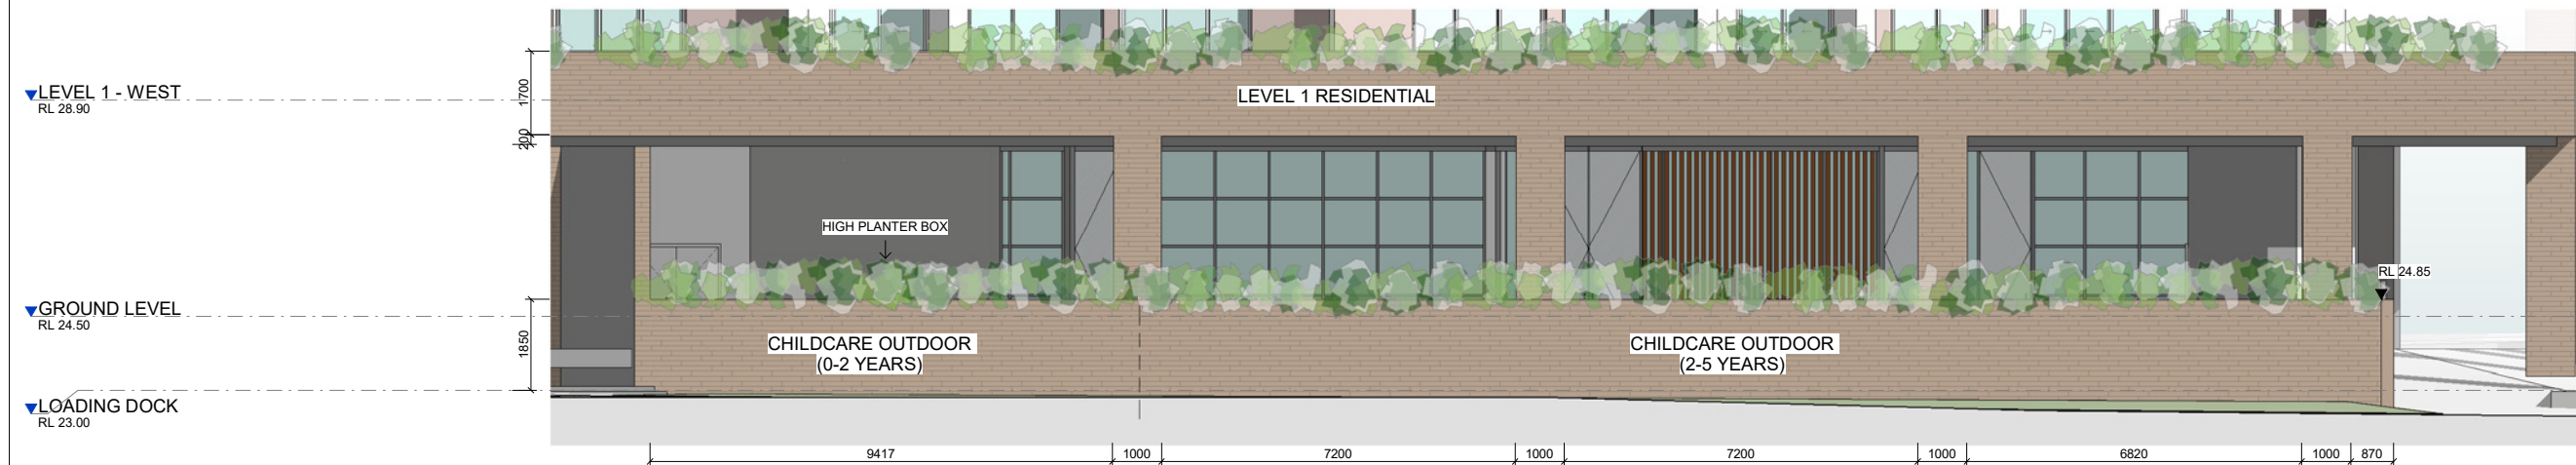 LEVEL 1 - WEST
RL 28.90
1700
LEVEL 1 RESIDENTIAL
200
HIGH PLANTER BOX
RL 24.85
GROUND LEVEL
RL 24.50
1850
CHILDCARE OUTDOOR
(0-2 YEARS)
CHILDCARE OUTDOOR
(2-5 YEARS)
LOADING DOCK
RL 23.00
9417 1000 7200 1000 7200 1000 6820 1000 870